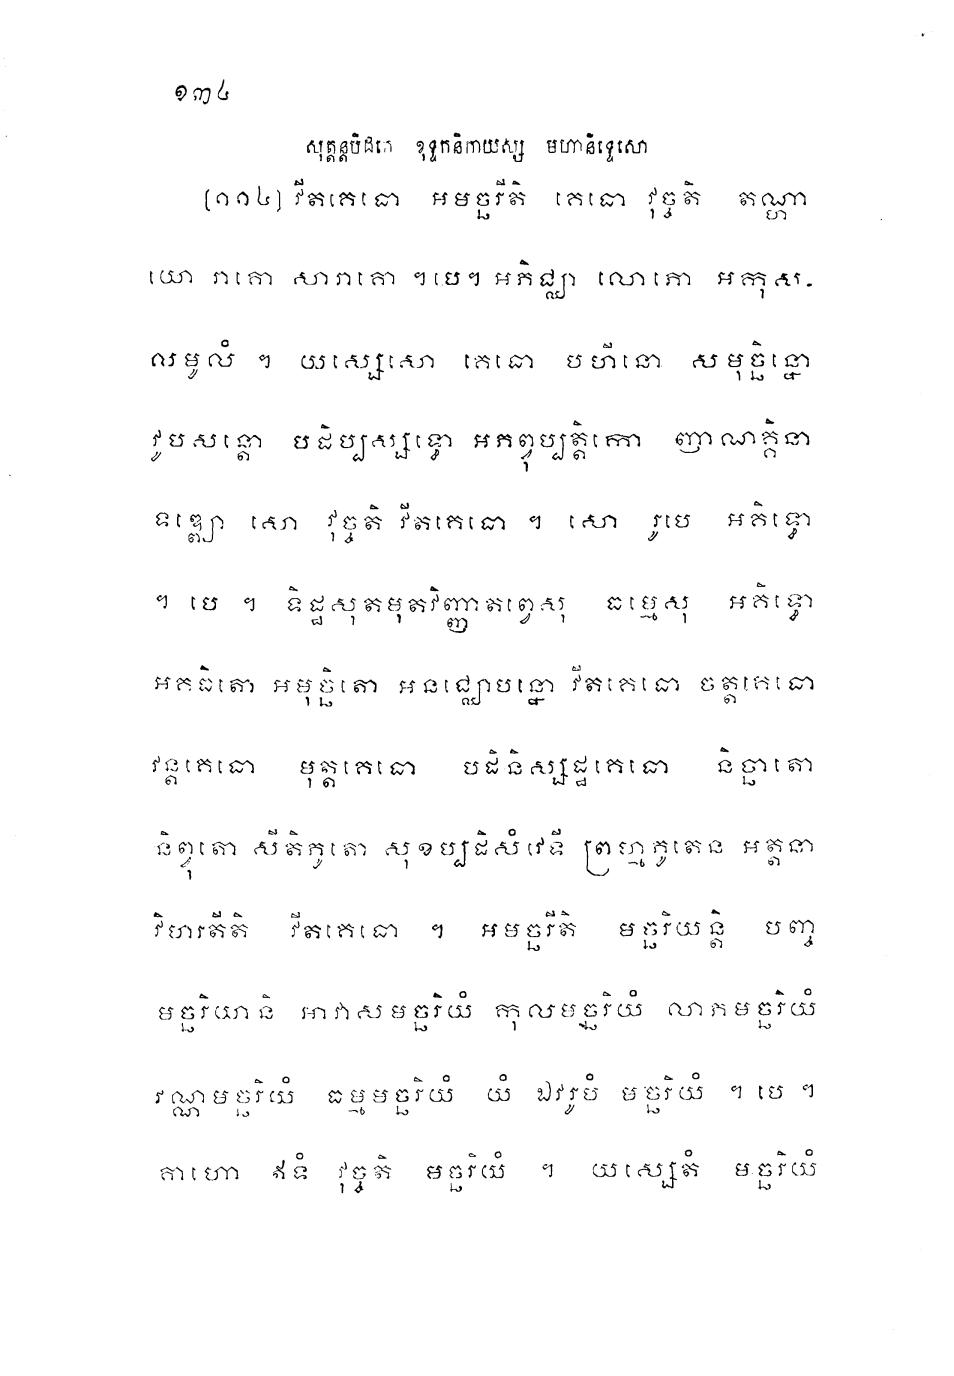 ១៣៤
សុត្តន្តបិដកេ ខុទ្ទកនិកាយស្ស មហានិទ្ទេសោ
[១១៤] វីតគេធោ អមច្ឆរីតិ គេធោ វុច្ចតិ តណ្ហា
យោ រាគោ សារាគោ ។បេ។ អភិជ្ឈា លោភោ អកុស-
លមូលំ ។ យស្សេសោ គេធោ បហីនោ សមុច្ឆិន្នោ
វូបសន្តោ បដិប្បស្សទ្ធោ អភព្វុប្បត្តិកោ ញាណគ្គិនា
ទឌ្ឍោ សោ វុច្ចតិ វីតគេធោ ។ សោ រូបេ អគិទ្ធោ
។ បេ ។ ទិដ្ឋសុតមុតវិញ្ញាតព្វេសុ ធម្មេសុ អគិទ្ធោ
អគធិតោ អមុច្ឆិតោ អនជ្ឈោបន្នោ វីតគេធោ ចត្តគេធោ
វន្តគេធោ មុត្តគេធោ បដិនិស្សដ្ឋគេធោ និច្ឆាតោ
និព្វុតោ សីតិភូតោ សុខប្បដិសំវេទី ព្រហ្មភូតេន អត្តនា
វិហរតីតិ វីតគេធោ ។ អមច្ឆរីតិ មច្ឆរិយន្តិ បញ្ច
មច្ឆរិយានិ អាវាសមច្ឆរិយំ កុលមច្ឆរិយំ លាភមច្ឆរិយំ
វណ្ណមច្ឆរិយំ ធម្មមច្ឆរិយំ យំ ឯវរូបំ មច្ឆរិយំ ។ បេ ។
គាហោ ឥទំ វុច្ចតិ មច្ឆរិយំ ។ យស្សេតំ មច្ឆរិយំ